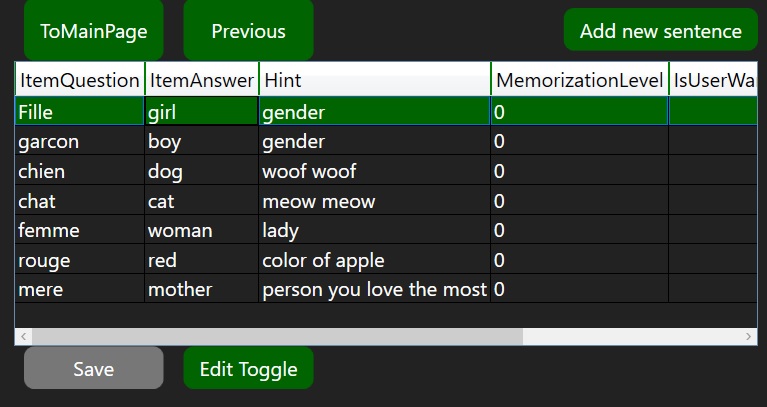 ToMainPage Previous Add new sentence
ItemQuestion ItemAnswer Hint MemorizationLevel IsUserWa
Fille girl gender 0
garcon boy gender 0
chien dog woof woof 0
chat cat meow meow 0
femme woman lady 0
rouge red color of apple 0
mere mother person you love the most 0
Save Edit Toggle